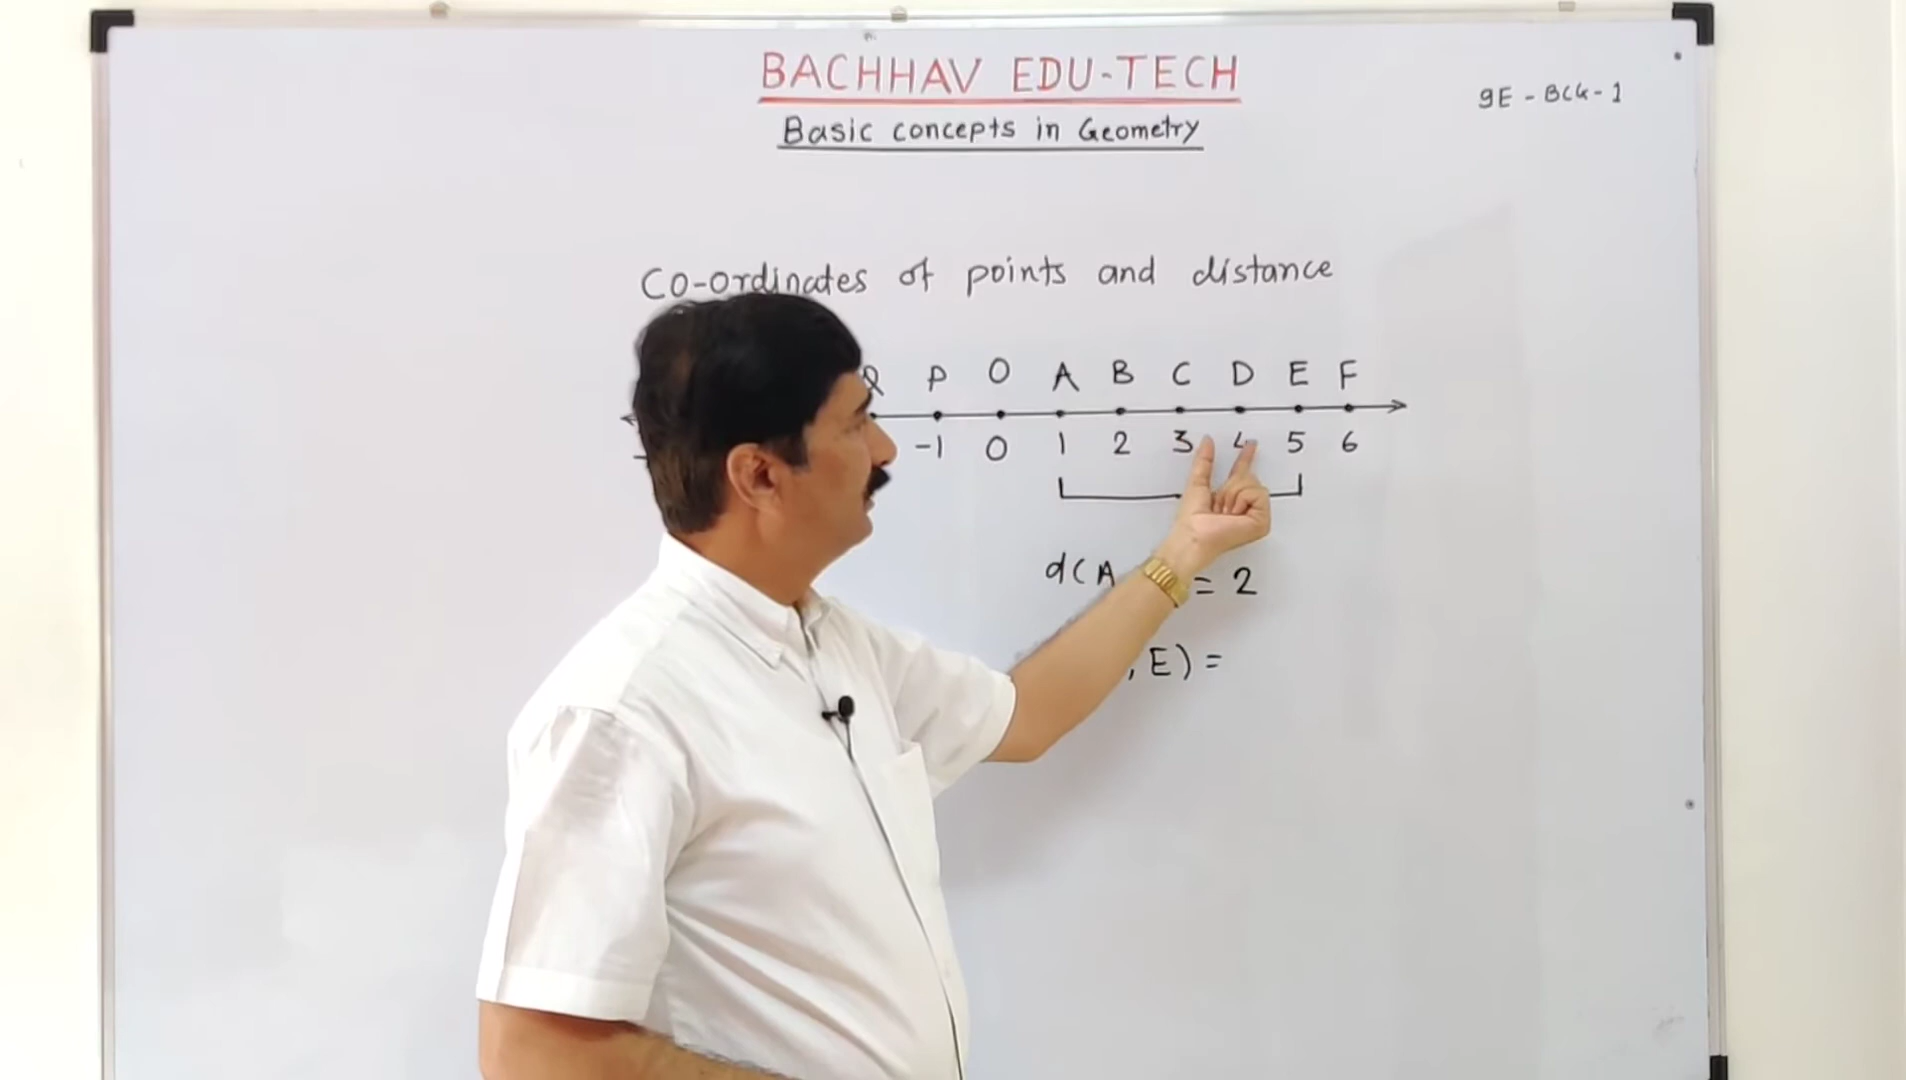 BACHHAV EDU-TECH
9E - BCG - 1
Basic concepts in Geometry
Co-ordinates of points and distance
Q P O A B C D E F
-1 0 1 2 3 4 5 6
d(A = 2
, E) =